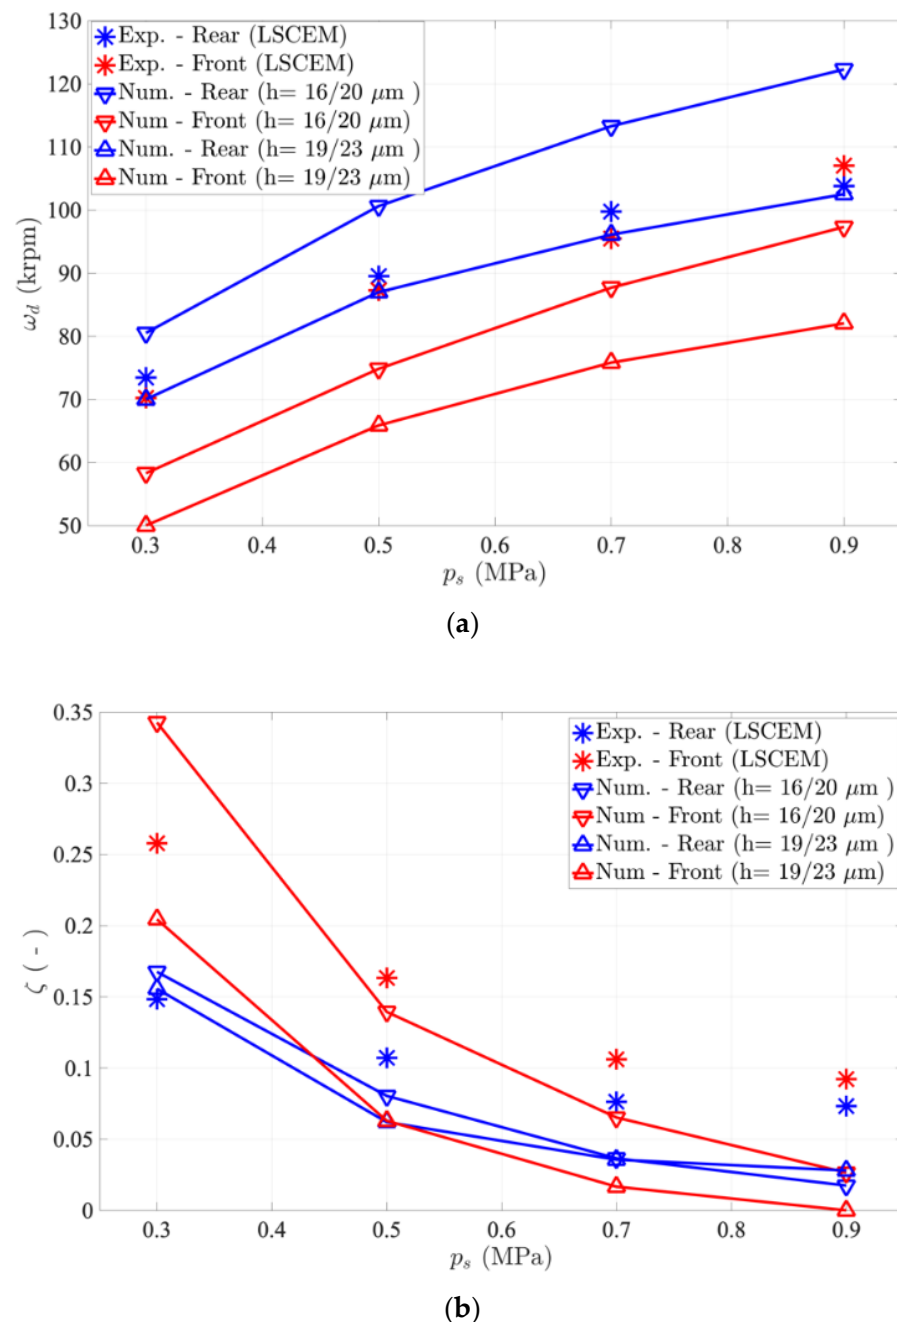 130
120
110
100
90
80
70
60
50
ω_d (krpm)
Exp. - Rear (LSCEM)
Exp. - Front (LSCEM)
Num. - Rear (h= 16/20 μm )
Num - Front (h= 16/20 μm)
Num. - Rear (h= 19/23 μm )
Num - Front (h= 19/23 μm)
0.3 0.4 0.5 0.6 0.7 0.8 0.9
p_s (MPa)
(a)
0.35
0.3
0.25
0.2
0.15
0.1
0.05
0
ζ ( - )
Exp. - Rear (LSCEM)
Exp. - Front (LSCEM)
Num. - Rear (h= 16/20 μm )
Num - Front (h= 16/20 μm)
Num. - Rear (h= 19/23 μm )
Num - Front (h= 19/23 μm)
0.3 0.4 0.5 0.6 0.7 0.8 0.9
p_s (MPa)
(b)